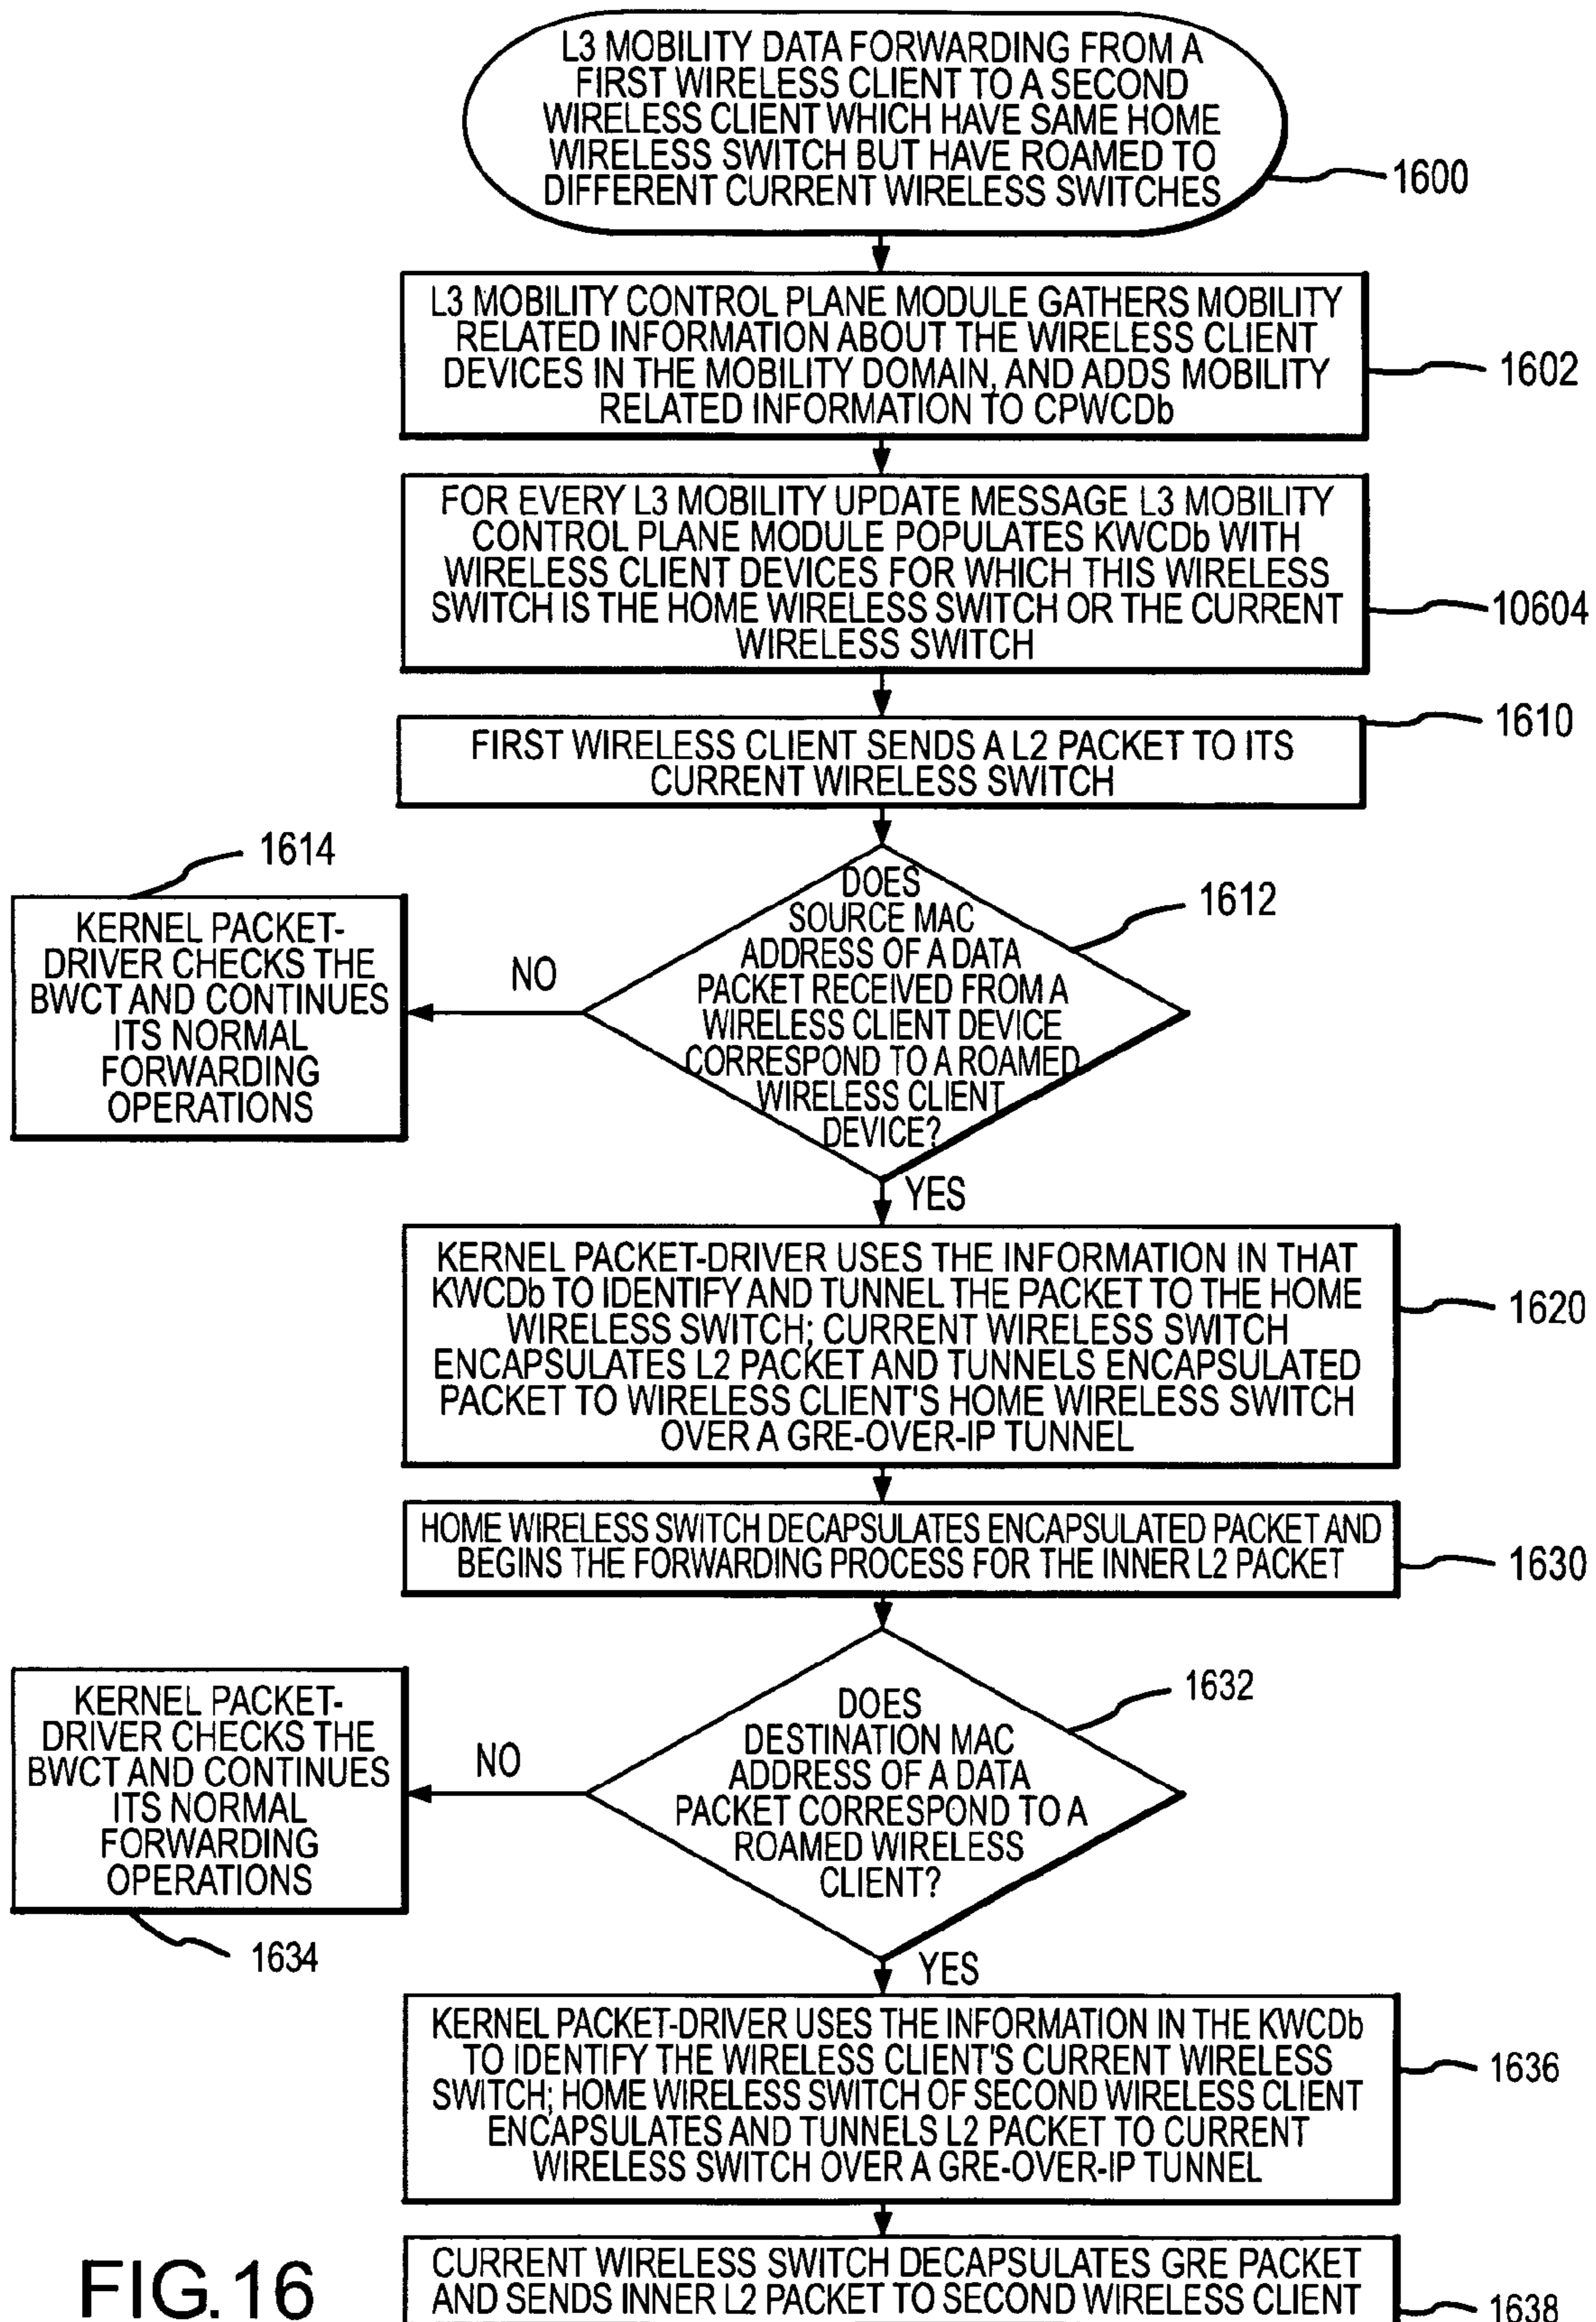 L3 MOBILITY DATA FORWARDING FROM A
FIRST WIRELESS CLIENT TO A SECOND
WIRELESS CLIENT WHICH HAVE SAME HOME
WIRELESS SWITCH BUT HAVE ROAMED TO
DIFFERENT CURRENT WIRELESS SWITCHES
1600
L3 MOBILITY CONTROL PLANE MODULE GATHERS MOBILITY
RELATED INFORMATION ABOUT THE WIRELESS CLIENT
DEVICES IN THE MOBILITY DOMAIN, AND ADDS MOBILITY
RELATED INFORMATION TO CPWCDb
1602
FOR EVERY L3 MOBILITY UPDATE MESSAGE L3 MOBILITY
CONTROL PLANE MODULE POPULATES KWCDb WITH
WIRELESS CLIENT DEVICES FOR WHICH THIS WIRELESS
SWITCH IS THE HOME WIRELESS SWITCH OR THE CURRENT
WIRELESS SWITCH
10604
FIRST WIRELESS CLIENT SENDS A L2 PACKET TO ITS
CURRENT WIRELESS SWITCH
1610
DOES
SOURCE MAC
ADDRESS OF A DATA
PACKET RECEIVED FROM A
WIRELESS CLIENT DEVICE
CORRESPOND TO A ROAMED
WIRELESS CLIENT
DEVICE?
1612
NO
1614
KERNEL PACKET-
DRIVER CHECKS THE
BWCT AND CONTINUES
ITS NORMAL
FORWARDING
OPERATIONS
YES
KERNEL PACKET-DRIVER USES THE INFORMATION IN THAT
KWCDb TO IDENTIFY AND TUNNEL THE PACKET TO THE HOME
WIRELESS SWITCH; CURRENT WIRELESS SWITCH
ENCAPSULATES L2 PACKET AND TUNNELS ENCAPSULATED
PACKET TO WIRELESS CLIENT'S HOME WIRELESS SWITCH
OVER A GRE-OVER-IP TUNNEL
1620
HOME WIRELESS SWITCH DECAPSULATES ENCAPSULATED PACKET AND
BEGINS THE FORWARDING PROCESS FOR THE INNER L2 PACKET
1630
DOES
DESTINATION MAC
ADDRESS OF A DATA
PACKET CORRESPOND TO A
ROAMED WIRELESS
CLIENT?
1632
NO
KERNEL PACKET-
DRIVER CHECKS THE
BWCT AND CONTINUES
ITS NORMAL
FORWARDING
OPERATIONS
1634
YES
KERNEL PACKET-DRIVER USES THE INFORMATION IN THE KWCDb
TO IDENTIFY THE WIRELESS CLIENT'S CURRENT WIRELESS
SWITCH; HOME WIRELESS SWITCH OF SECOND WIRELESS CLIENT
ENCAPSULATES AND TUNNELS L2 PACKET TO CURRENT
WIRELESS SWITCH OVER A GRE-OVER-IP TUNNEL
1636
CURRENT WIRELESS SWITCH DECAPSULATES GRE PACKET
AND SENDS INNER L2 PACKET TO SECOND WIRELESS CLIENT
1638
FIG.16